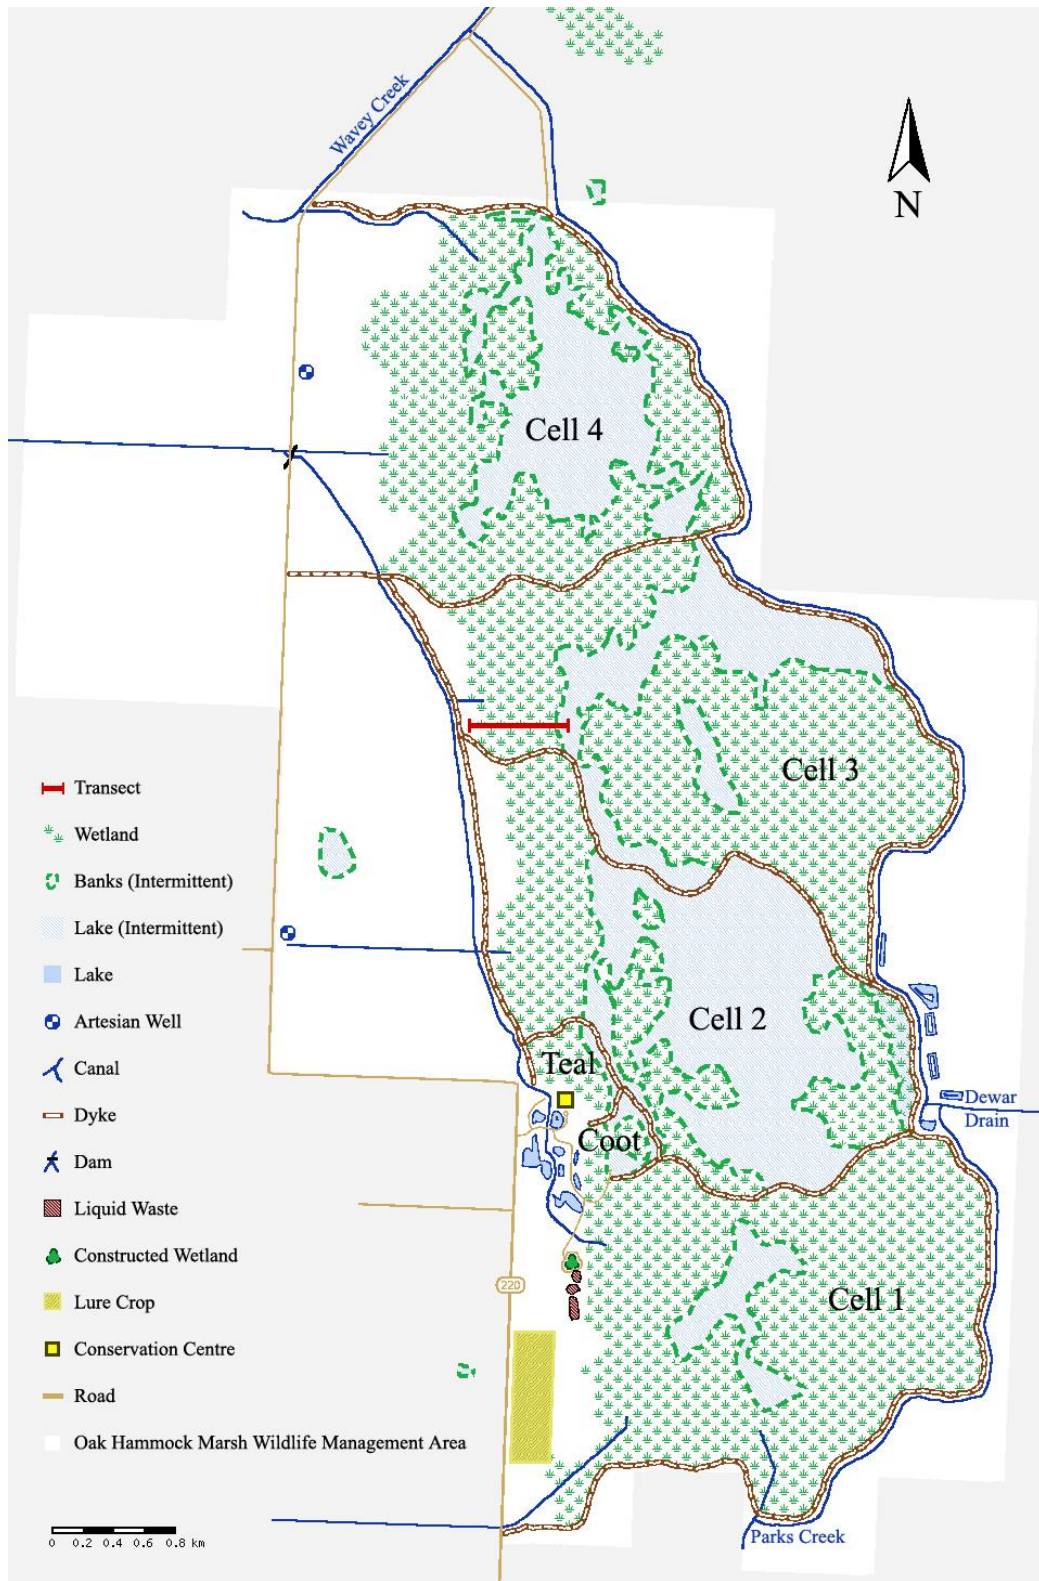 Wavey Creek
N
Cell 4
Cell 3
Transect
Wetland
Banks (Intermittent)
Lake (Intermittent)
Lake
Artesian Well
Canal
Dyke
Dam
Liquid Waste
Constructed Wetland
Lure Crop
Conservation Centre
Road
Oak Hammock Marsh Wildlife Management Area
Cell 2
Teal
Coot
Dewar
Drain
220
Cell 1
Parks Creek
0 0.2 0.4 0.6 0.8 km